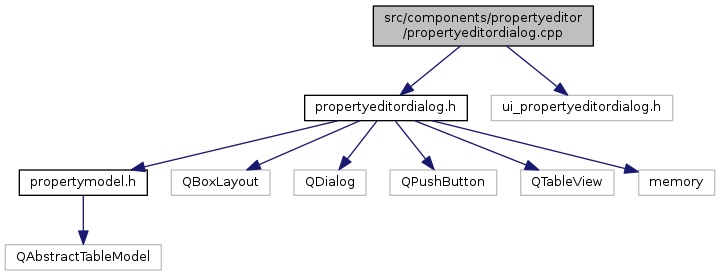 src/components/propertyeditor
/propertyeditordialog.cpp
propertyeditordialog.h
ui_propertyeditordialog.h
propertymodel.h
QBoxLayout
QDialog
QPushButton
QTableView
memory
QAbstractTableModel